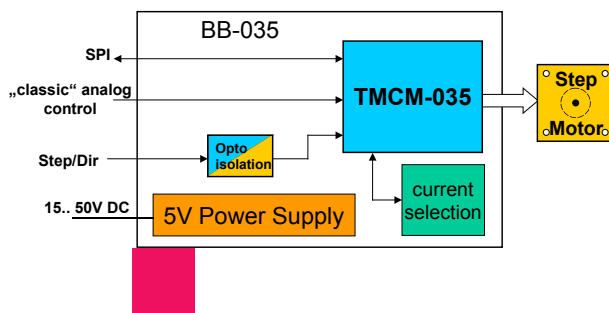 BB-035
SPI
„classic“ analog
control
TMCM-035
Step
Motor
Step/Dir
Opto
isolation
current
selection
15.. 50V DC
5V Power Supply